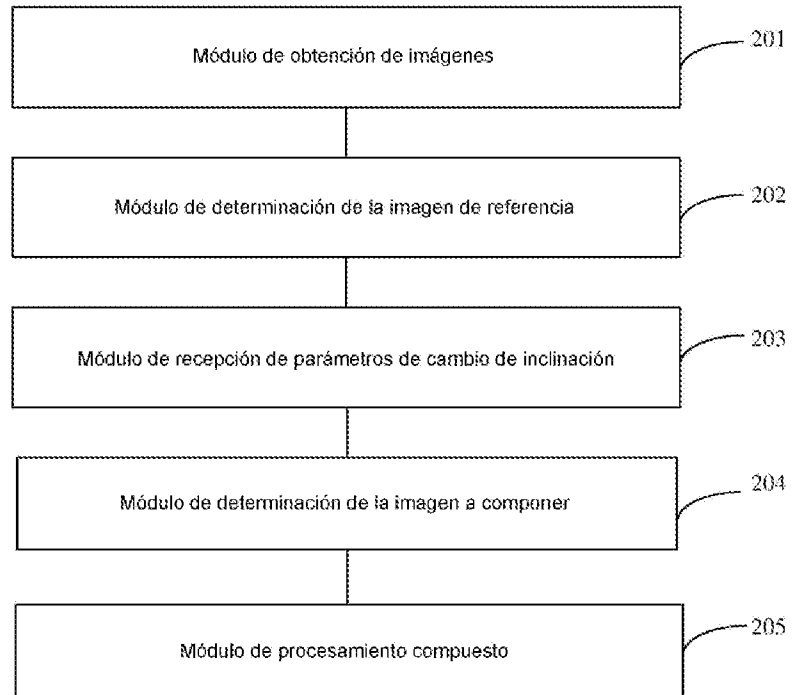 Módulo de obtención de imágenes
201
Módulo de determinación de la imagen de referencia
202
Módulo de recepción de parámetros de cambio de inclinación
203
Módulo de determinación de la imagen a componer
204
Módulo de procesamiento compuesto
205